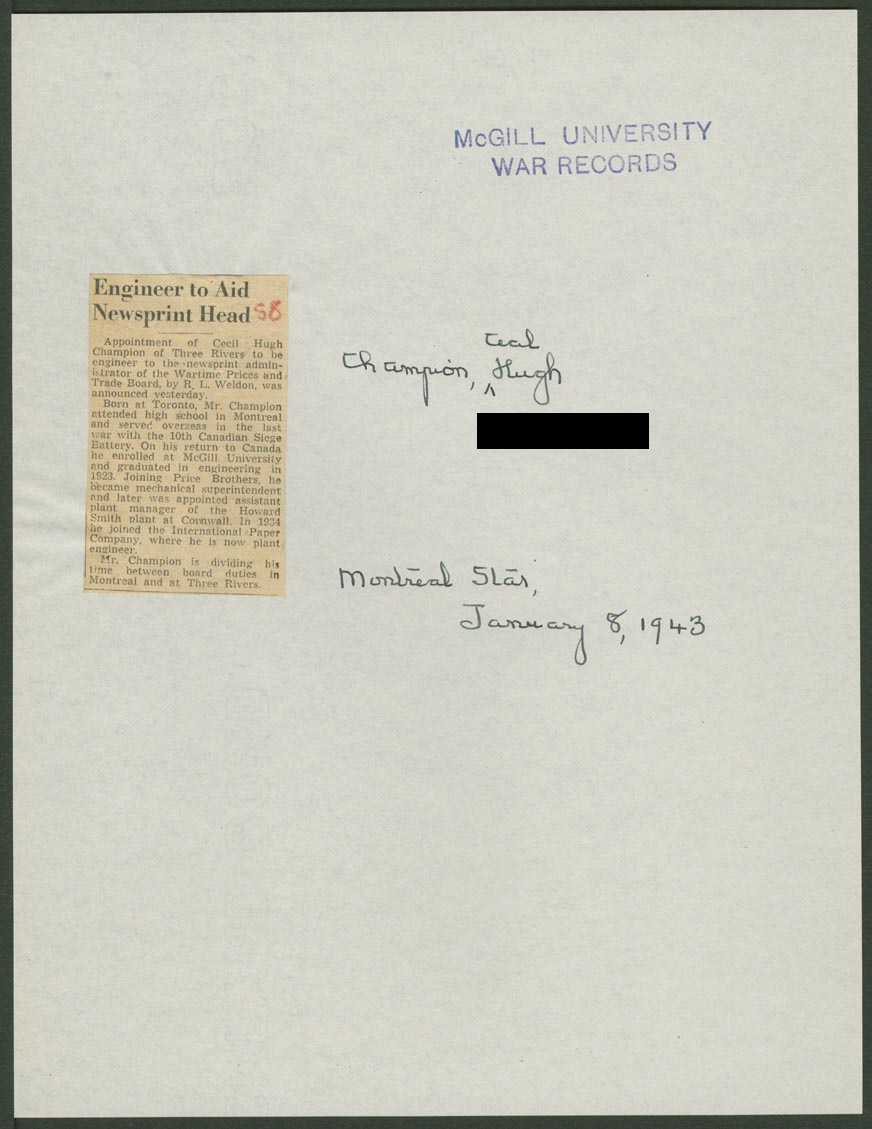 McGILL UNIVERSITY
WAR RECORDS
Engineer to Aid
Newsprint Head 58
Appointment of Cecil Hugh
Champion of Three Rivers to be
engineer to the newsprint admin-
istrator of the Wartime Prices and
Trade Board, by R. L. Weldon, was
announced yesterday.
Born at Toronto, Mr. Champion
attended high school in Montreal
and served overseas in the last
war with the 10th Canadian Siege
Battery. On his return to Canada
he enrolled at McGill University
and graduated in engineering in
1923. Joining Price Brothers, he
became mechanical superintendent
and later was appointed assistant
plant manager of the Howard
Smith plant at Cornwall. In 1934
he joined the International Paper
Company, where he is now plant
engineer.
Mr. Champion is dividing his
time between board duties in
Montreal and at Three Rivers.
Cecil
Champion, ^ Hugh
Montreal Star,
January 8, 1943